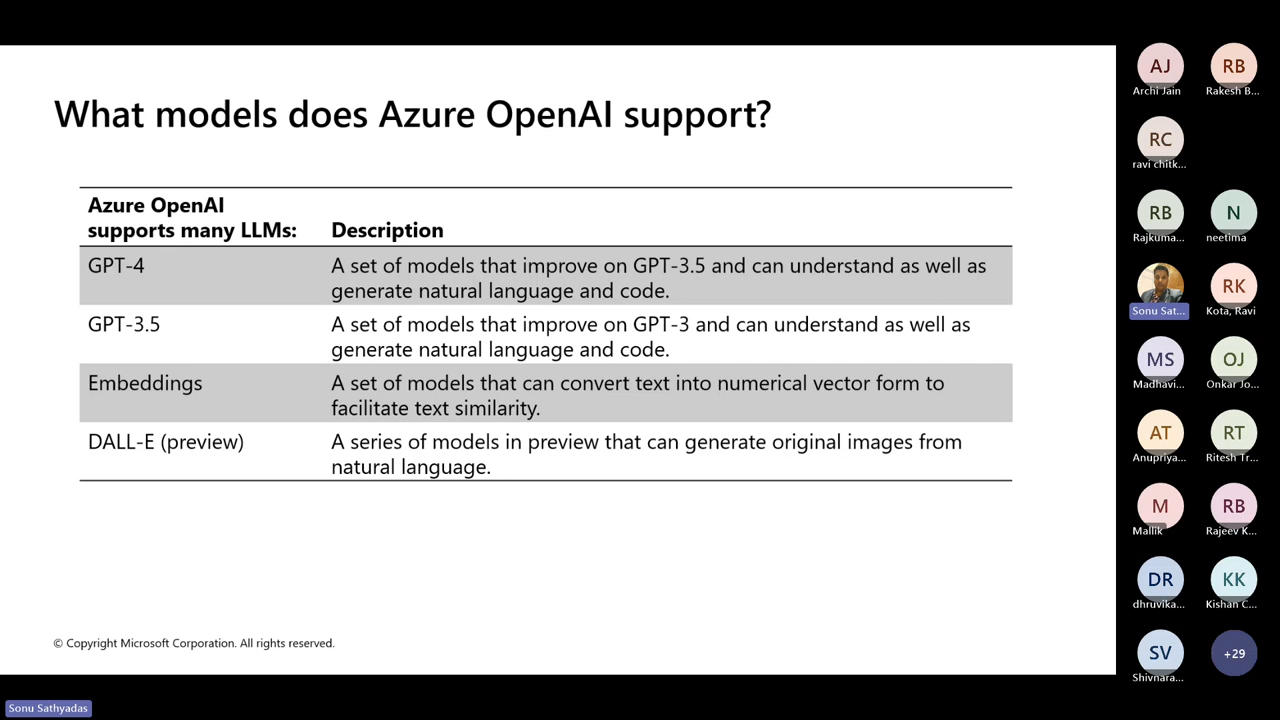 What models does Azure OpenAI support?
Azure OpenAI
supports many LLMs:
Description
GPT-4
A set of models that improve on GPT-3.5 and can understand as well as
generate natural language and code.
GPT-3.5
A set of models that improve on GPT-3 and can understand as well as
generate natural language and code.
Embeddings
A set of models that can convert text into numerical vector form to
facilitate text similarity.
DALL-E (preview)
A series of models in preview that can generate original images from
natural language.
© Copyright Microsoft Corporation. All rights reserved.
Sonu Sathyadas
AJ
Archi Jain
RB
Rakesh B...
RC
ravi chitk...
RB
Rajkuma...
N
neetima
Sonu Sat...
RK
Kota, Ravi
MS
Madhavi...
OJ
Onkar Jo...
AT
Anupriya...
RT
Ritesh Tr...
M
Mallik
RB
Rajeev K...
DR
dhruvika...
KK
Kishan C...
SV
Shivnara...
+29